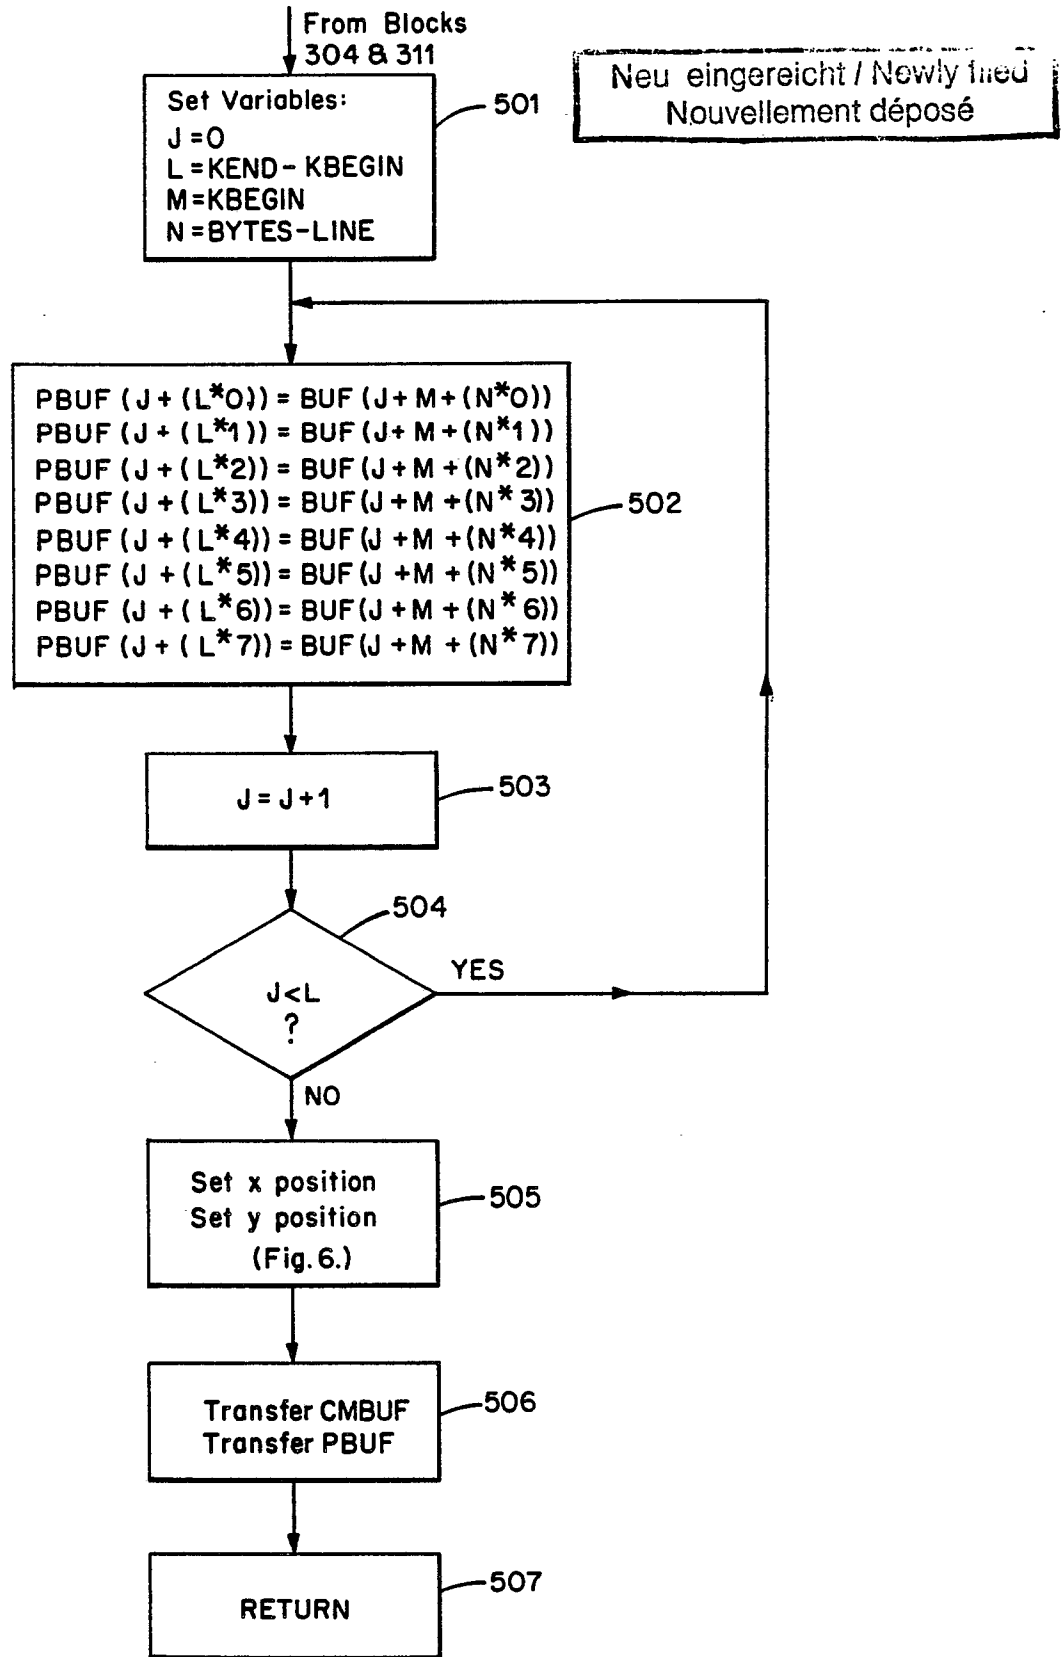 From Blocks
304 & 311
Neu eingereicht / Newly filed
Nouvellement déposé
Set Variables:
J = 0
L = KEND - KBEGIN
M = KBEGIN
N = BYTES-LINE
501
PBUF (J + (L*0)) = BUF (J + M + (N*0))
PBUF (J + (L*1)) = BUF (J + M + (N*1))
PBUF (J + (L*2)) = BUF (J + M + (N*2))
PBUF (J + (L*3)) = BUF (J + M + (N*3))
PBUF (J + (L*4)) = BUF (J + M + (N*4))
PBUF (J + (L*5)) = BUF (J + M + (N*5))
PBUF (J + (L*6)) = BUF (J + M + (N*6))
PBUF (J + (L*7)) = BUF (J + M + (N*7))
502
J = J + 1
503
504
J < L
?
YES
NO
Set x position
Set y position
(Fig. 6.)
505
Transfer CMBUF
Transfer PBUF
506
RETURN
507